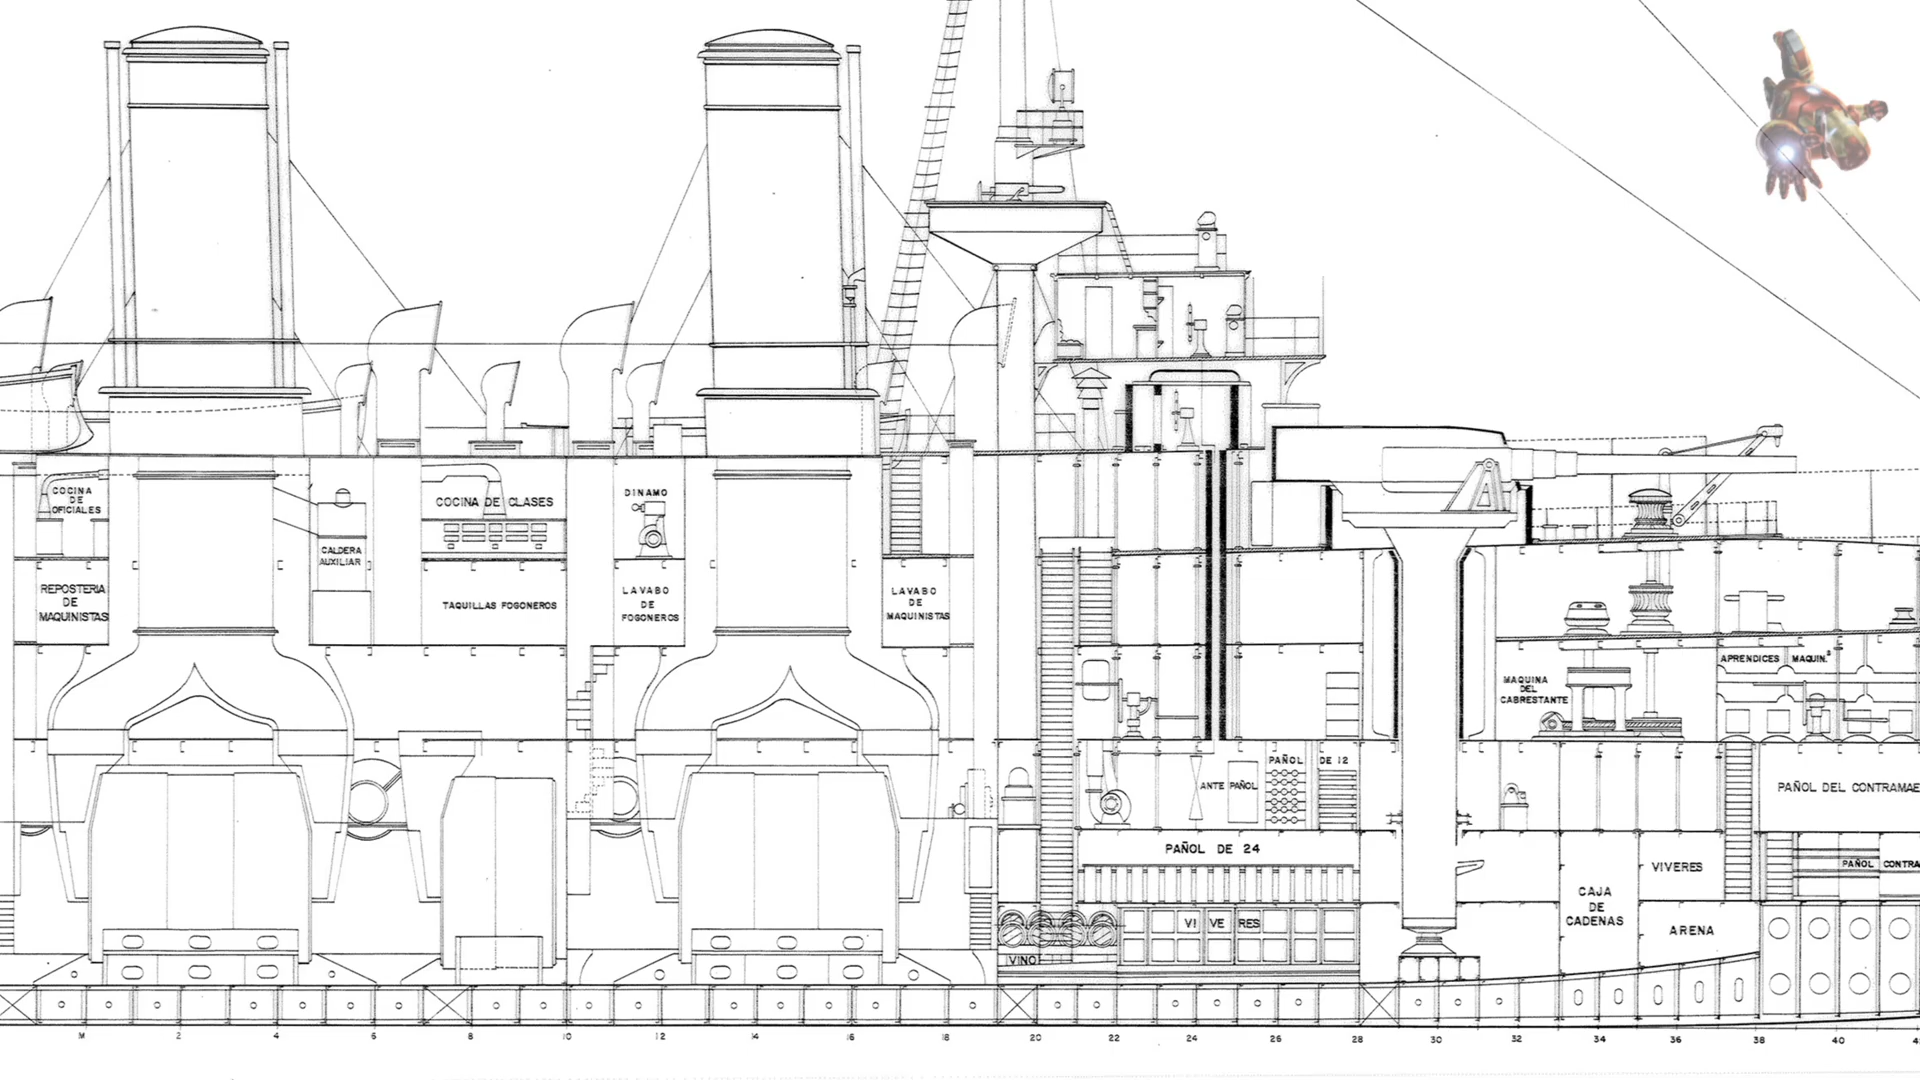 COCINA
DE
OFICIALES
COCINA DE CLASES
DINAMO
CALDERA
AUXILIAR
REPOSTERIA
DE
MAQUINISTAS
TAQUILLAS FOGONEROS
LAVABO
DE
FOGONEROS
LAVABO
DE
MAQUINISTAS
MAQUINA
DEL
CABRESTANTE
APRENDICES MAQUIN.S
ANTE PAÑOL
PAÑOL DE 12
PAÑOL DEL CONTRAMAE
PAÑOL DE 24
VIVERES
PAÑOL CONTRA
CAJA
DE
CADENAS
VI VE RES
ARENA
VINO
M 2 4 6 8 10 12 14 16 18 20 22 24 26 28 30 32 34 36 38 40